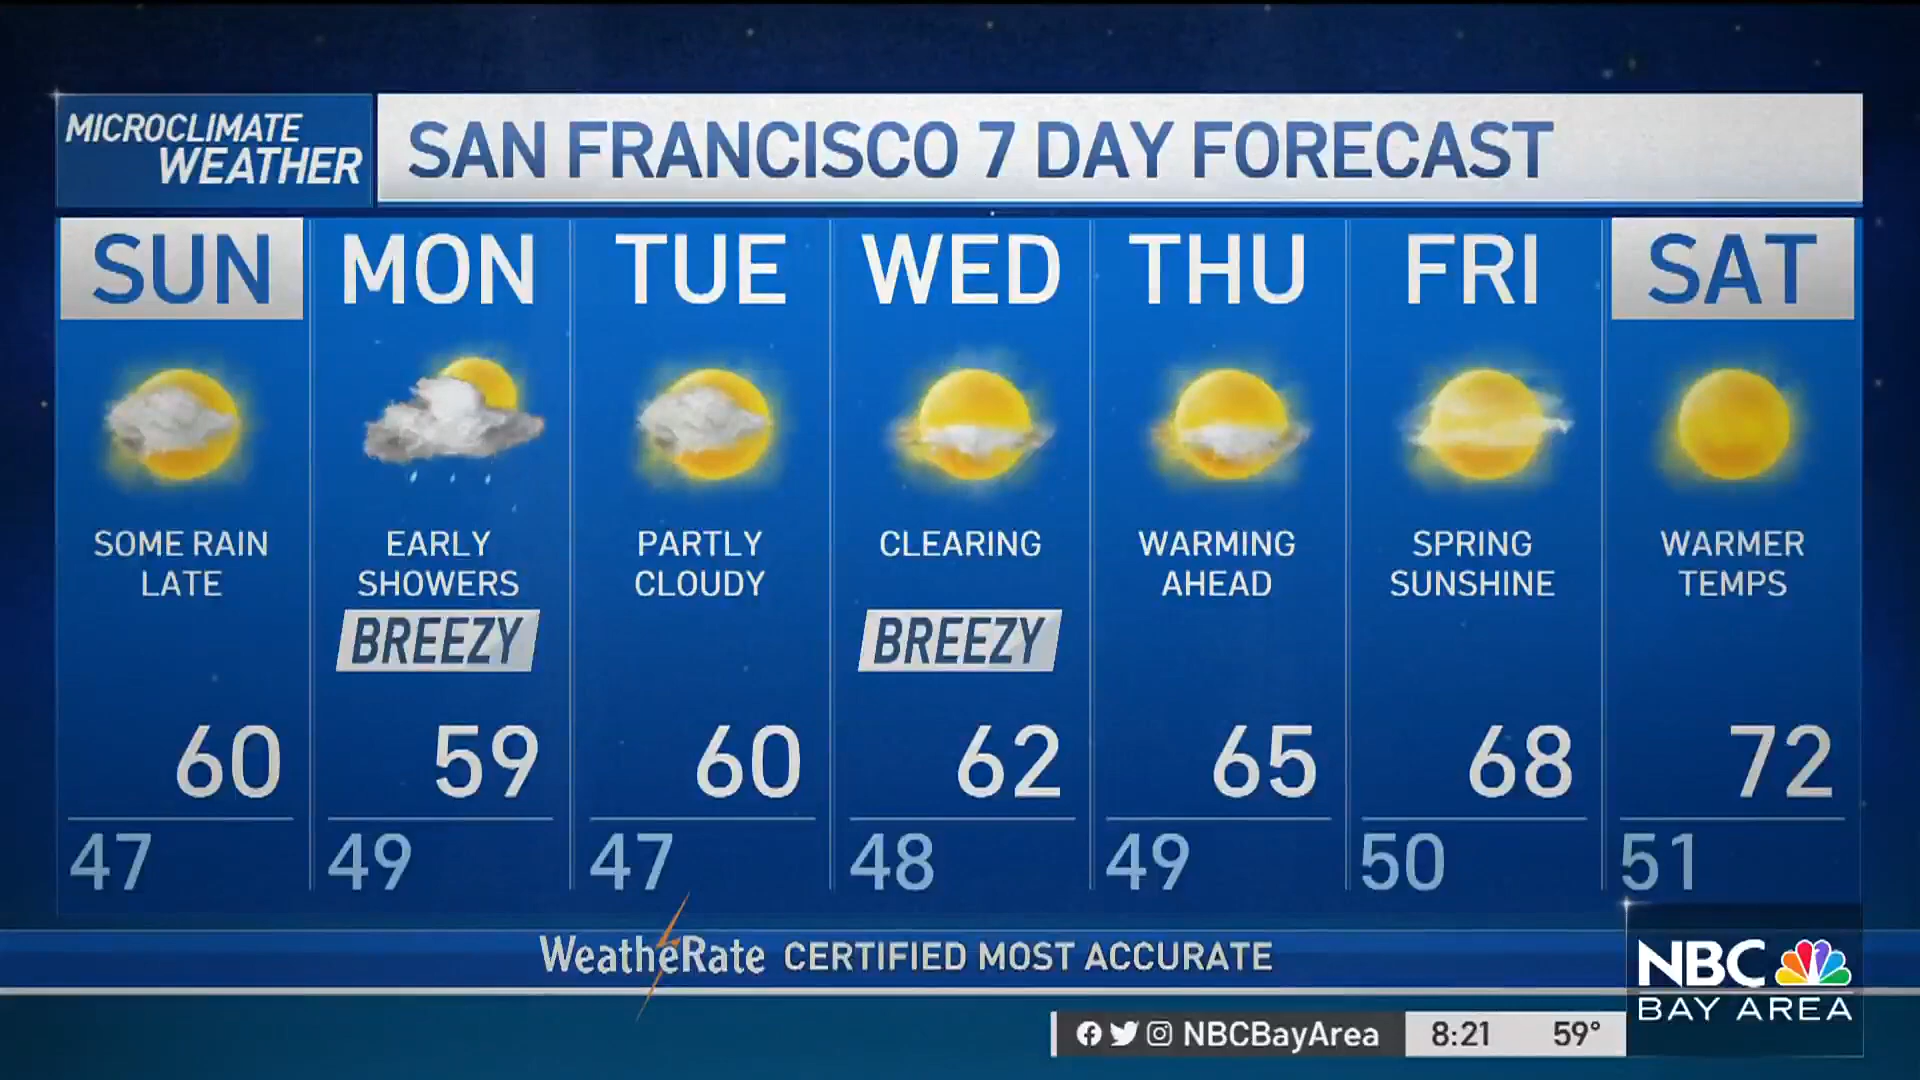 MICROCLIMATE
WEATHER
SAN FRANCISCO 7 DAY FORECAST
SUN MON TUE WED THU FRI SAT
SOME RAIN LATE
EARLY SHOWERS
PARTLY CLOUDY
CLEARING
WARMING AHEAD
SPRING SUNSHINE
WARMER TEMPS
BREEZY BREEZY
60 59 60 62 65 68 72
47 49 47 48 49 50 51
WeatheRate CERTIFIED MOST ACCURATE
NBC
BAY AREA
NBCBayArea 8:21 59°